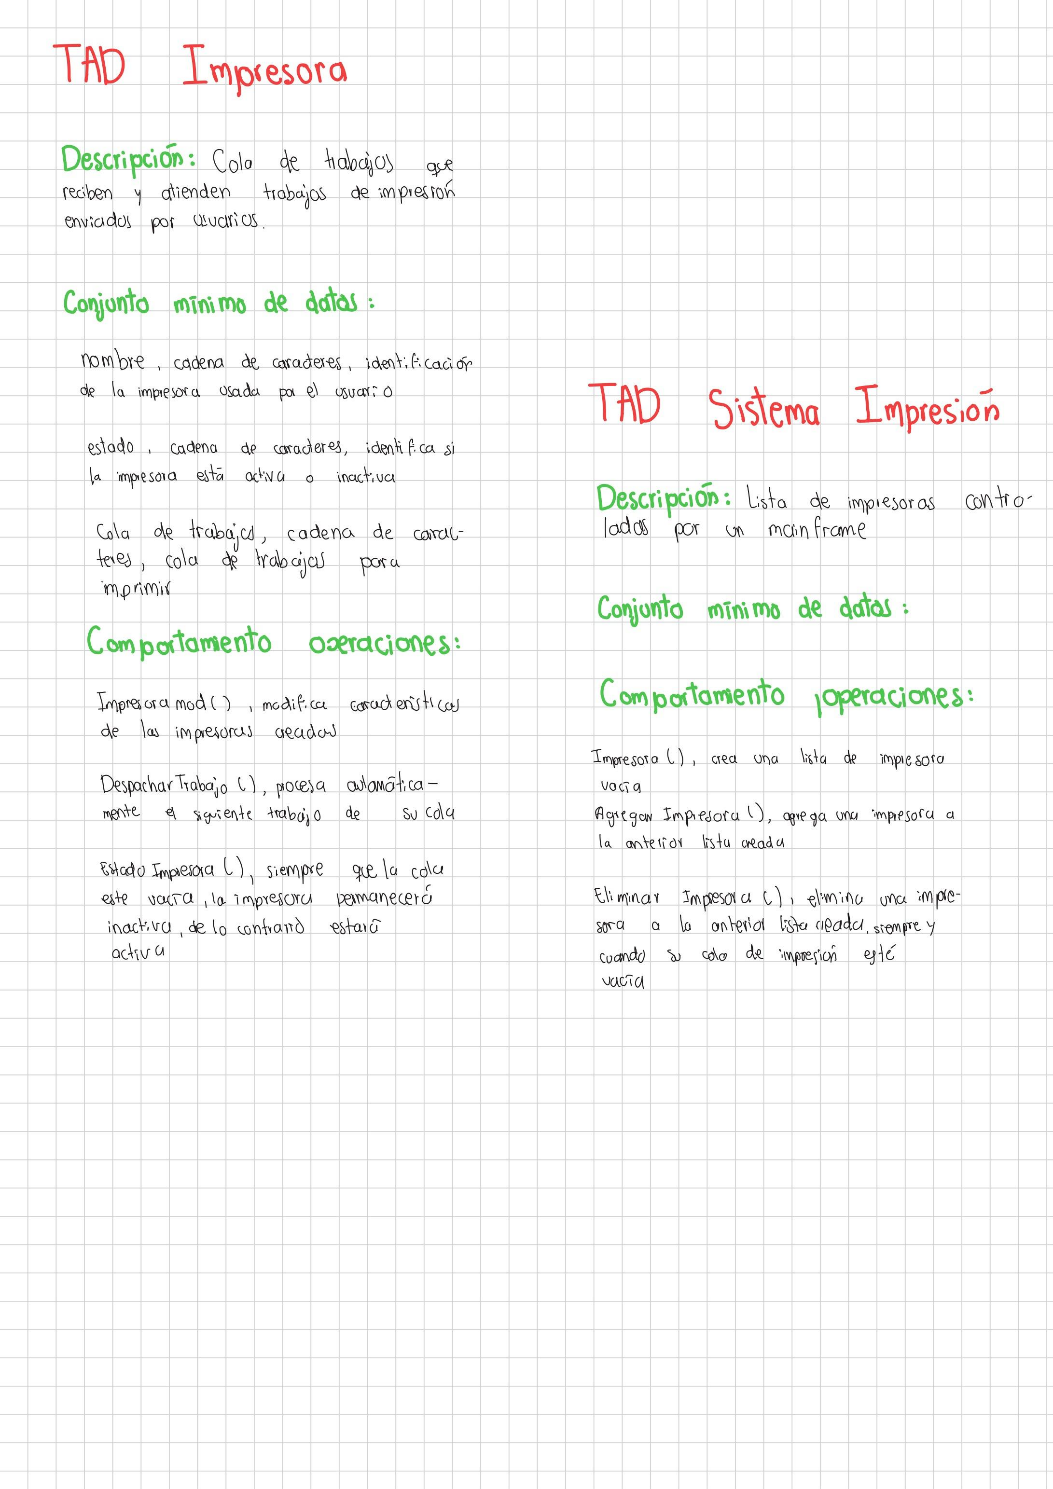 TAD Impresora
Descripción: Cola de trabajos que
reciben y atienden trabajos de impresión
enviados por usuarios.
Conjunto mínimo de datos:
nombre, cadena de caracteres, identificación
de la impresora usada por el usuario
estado, cadena de caracteres, identifica si
la impresora está activa o inactiva
Cola de trabajos, cadena de carac-
teres, cola de trabajos para
imprimir
Comportamiento operaciones:
Impresora mod(), modifica características
de las impresoras creadas
Despachar Trabajo (), procesa automática-
mente el siguiente trabajo de su cola
Estado Impresora (), siempre que la cola
este vacía, la impresora permanecerá
inactiva, de lo contrario estará
activa
TAD Sistema Impresión
Descripción: Lista de impresoras contro-
lados por un mainframe
Conjunto mínimo de datos:
Comportamiento operaciones:
Impresora (), crea una lista de impresora
vacía
Agregar Impresora (), agrega una impresora a
la anterior lista creada
Eliminar Impresora (), elimina una impre-
sora a la anterior lista creada, siempre y
cuando su cola de impresión esté
vacía